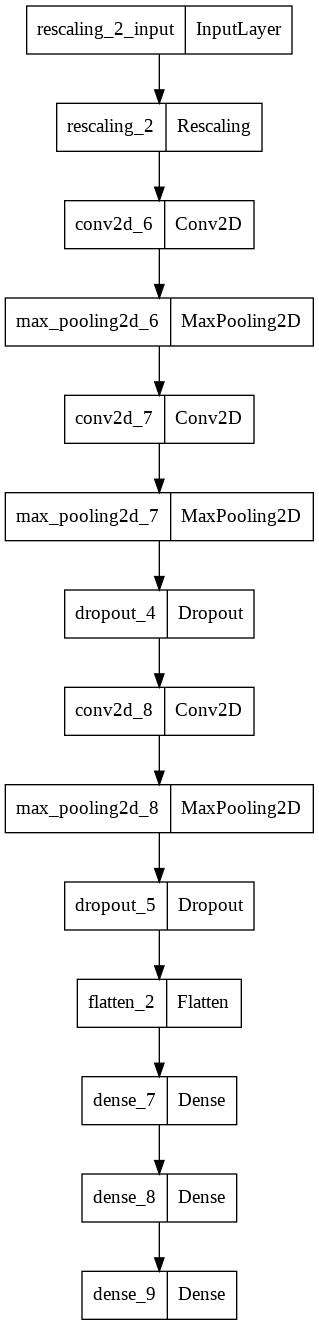 rescaling_2_input InputLayer
rescaling_2 Rescaling
conv2d_6 Conv2D
max_pooling2d_6 MaxPooling2D
conv2d_7 Conv2D
max_pooling2d_7 MaxPooling2D
dropout_4 Dropout
conv2d_8 Conv2D
max_pooling2d_8 MaxPooling2D
dropout_5 Dropout
flatten_2 Flatten
dense_7 Dense
dense_8 Dense
dense_9 Dense